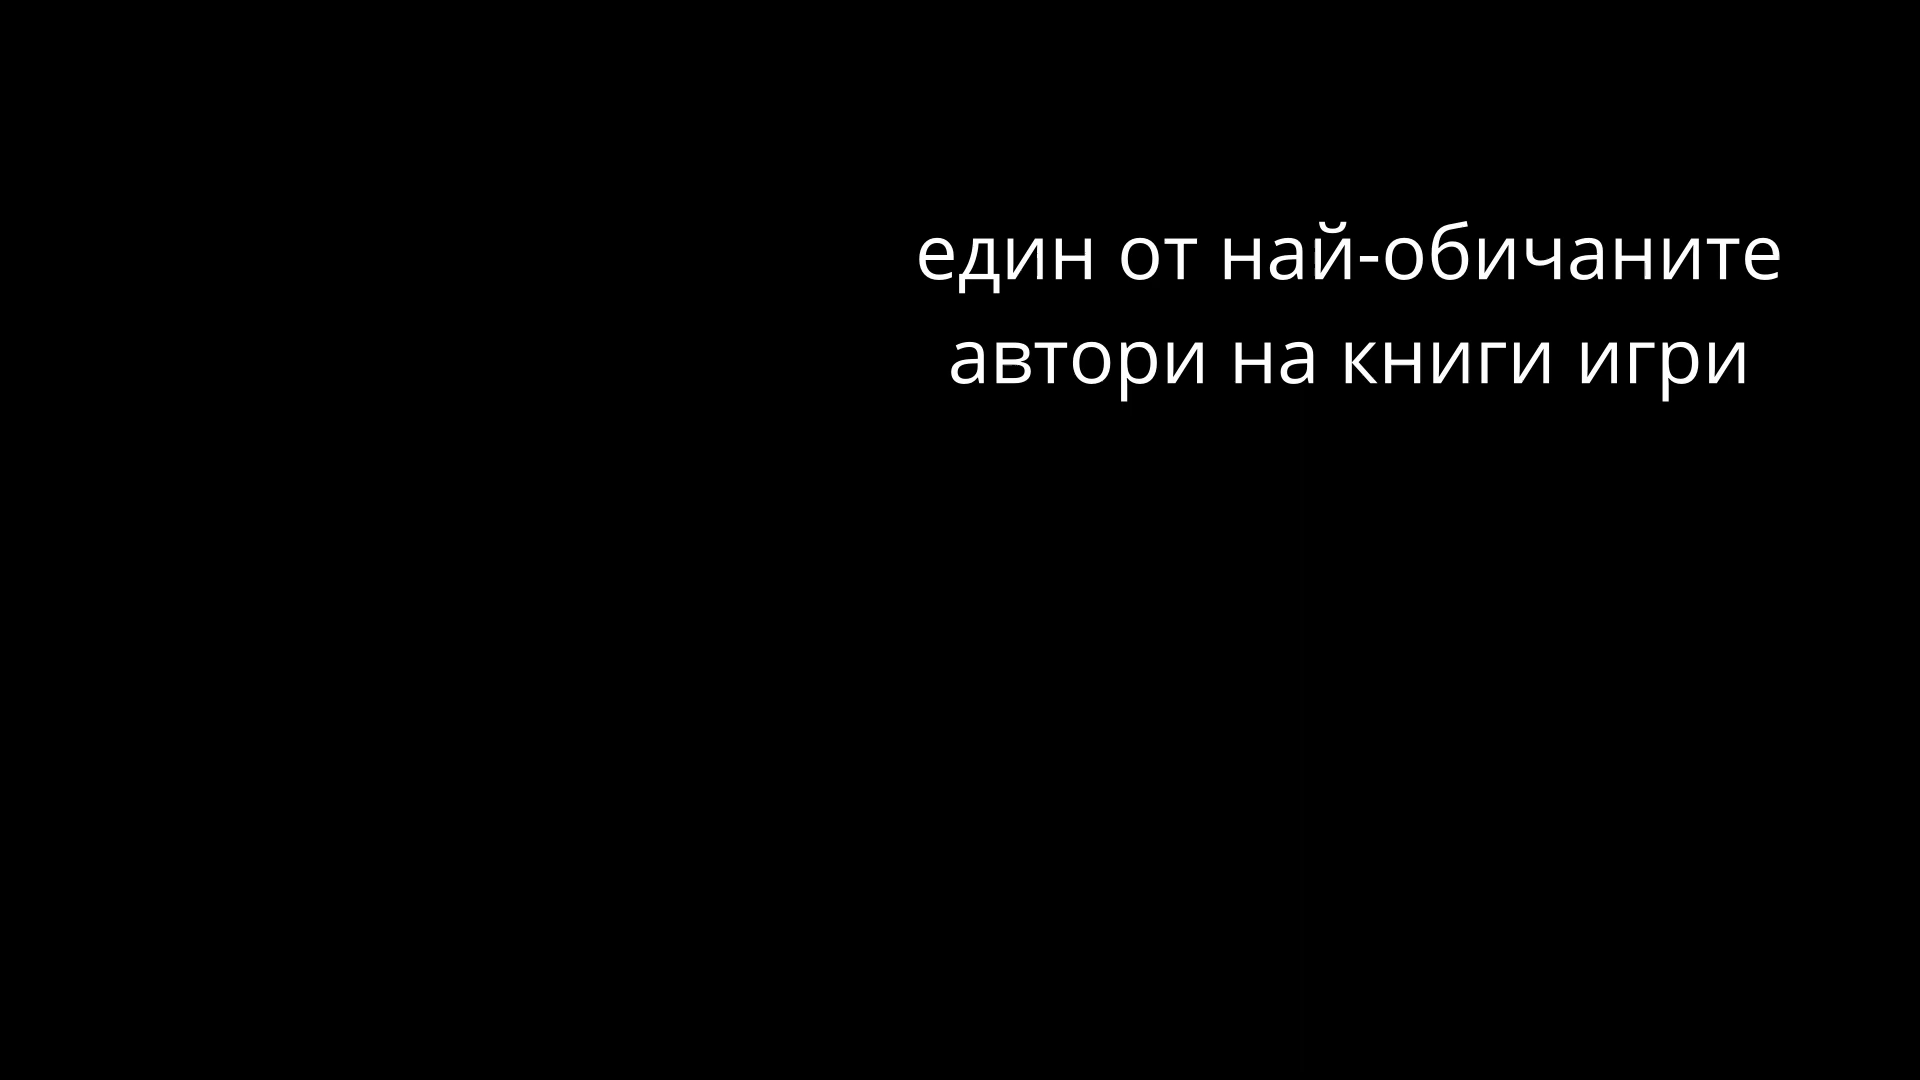 един от най-обичаните
автори на книги игри